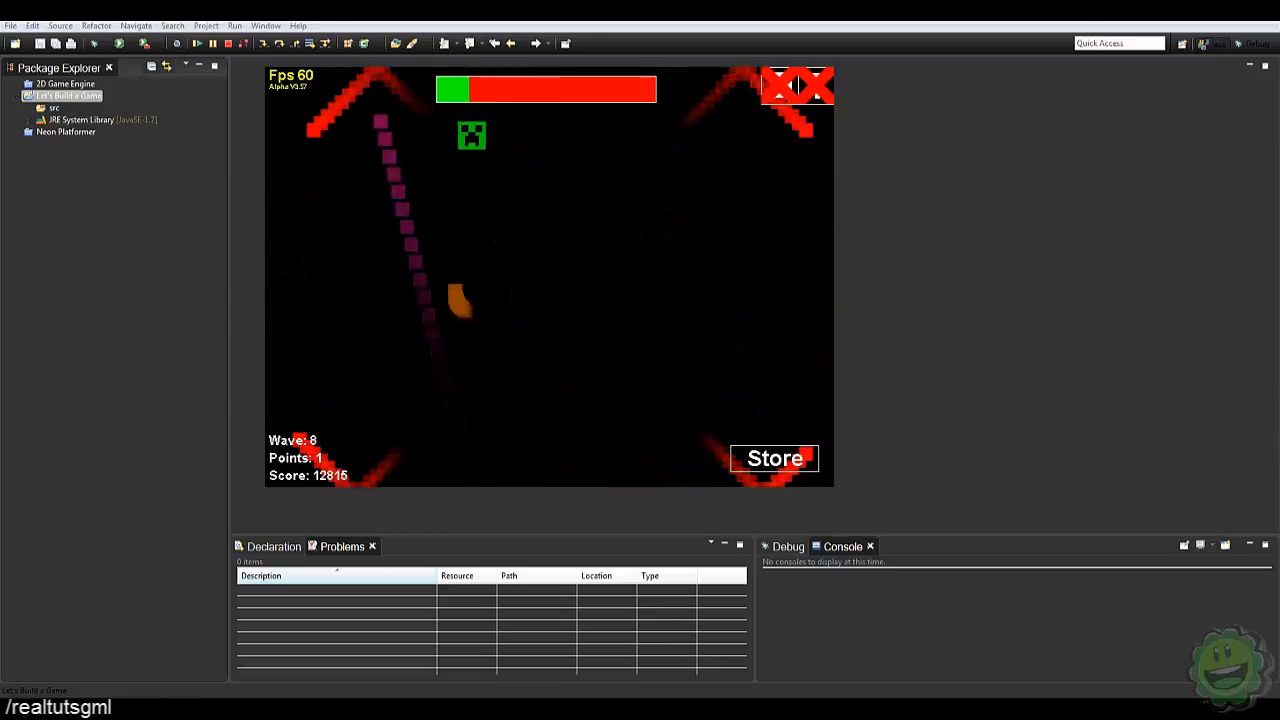 File Edit Source Refactor Navigate Search Project Run Window Help
Quick Access
Debug
Package Explorer
2D Game Engine
Let's Build a Game
src
JRE System Library [JavaSE-1.7]
Neon Platformer
Fps 60
Alpha V3.57
Wave: 8
Points: 1
Score: 12815
Store
Declaration Problems
0 items
Description Resource Path Location Type
Debug Console
No consoles to display at this time.
Let's Build a Game
/realtutsgml